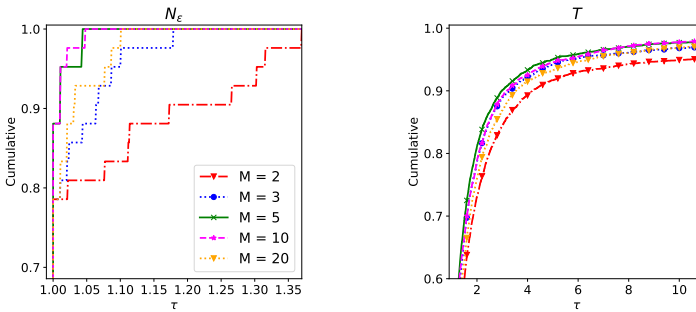 N_ε
Cumulative
1.0
0.9
0.8
0.7
1.00 1.05 1.10 1.15 1.20 1.25 1.30 1.35
τ
M = 2
M = 3
M = 5
M = 10
M = 20
T
Cumulative
1.0
0.9
0.8
0.7
0.6
2 4 6 8 10
τ